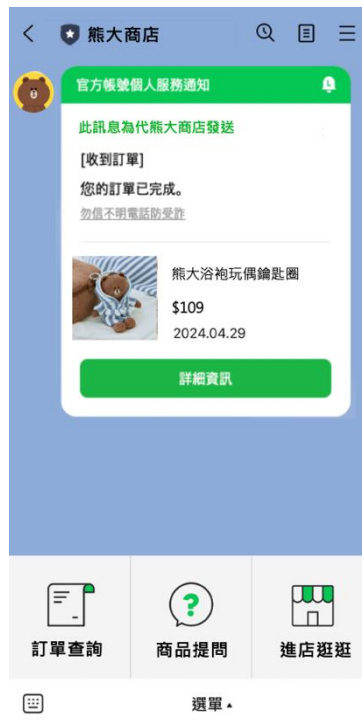 熊大商店
官方帳號個人服務通知
此訊息為代熊大商店發送
[收到訂單]
您的訂單已完成。
勿信不明電話防受詐
熊大浴袍玩偶鑰匙圈
$109
2024.04.29
詳細資訊
訂單查詢
商品提問
進店逛逛
選單